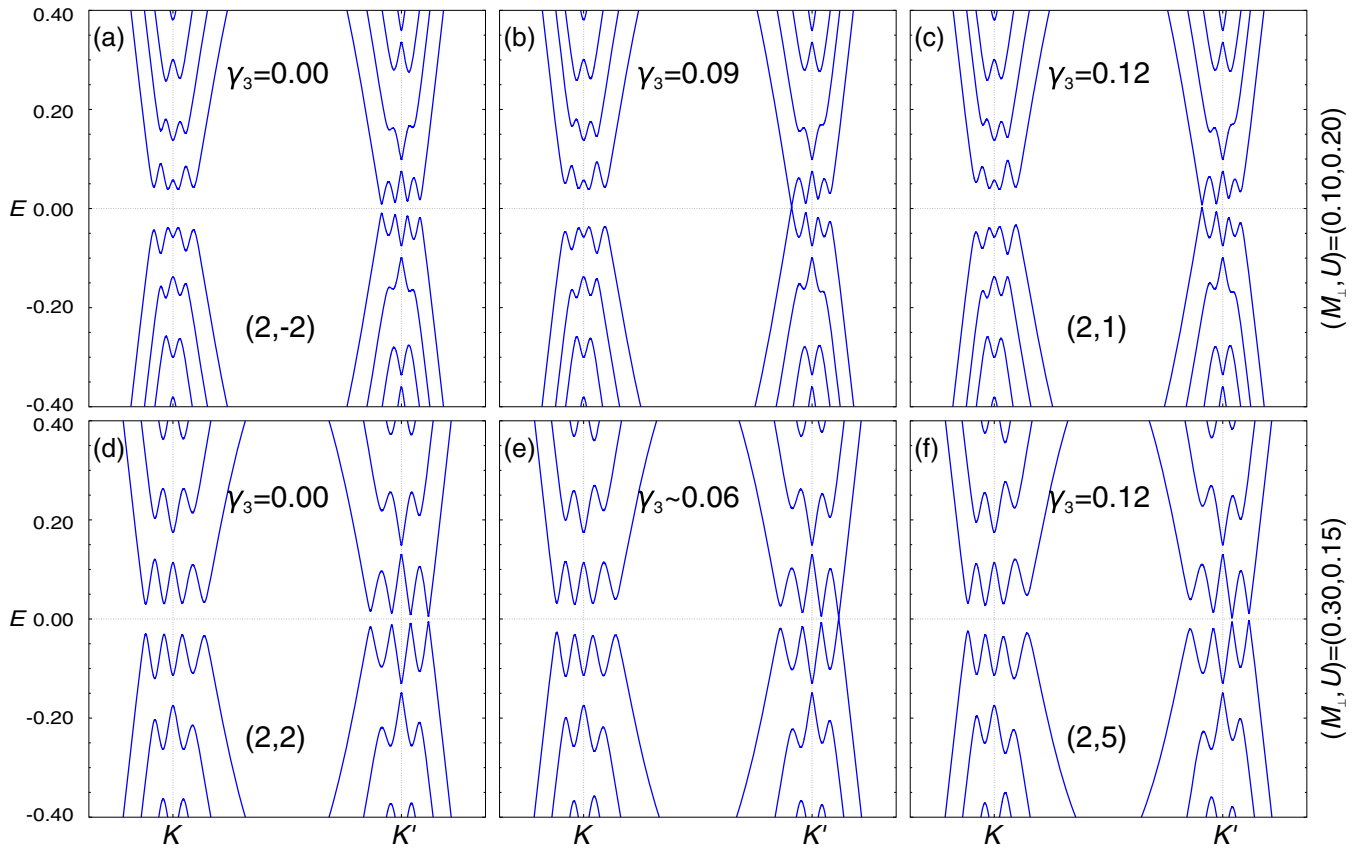 (a)
(b)
(c)
γ₃=0.00
γ₃=0.09
γ₃=0.12
0.40
0.20
E 0.00
-0.20
-0.40
(2,-2)
(2,1)
(M⊥,U)=(0.10,0.20)
(d)
(e)
(f)
γ₃=0.00
γ₃~0.06
γ₃=0.12
0.40
0.20
E 0.00
-0.20
-0.40
(2,2)
(2,5)
(M⊥,U)=(0.30,0.15)
K K' K K' K K'